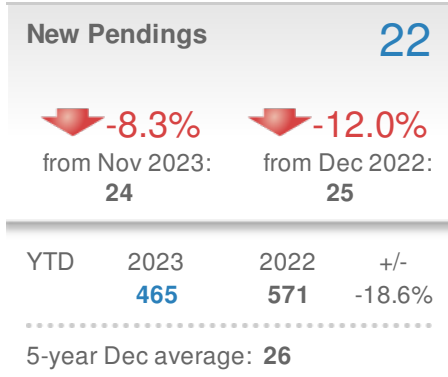 New Pendings 22
-8.3% -12.0%
from Nov 2023: from Dec 2022:
24 25
YTD 2023 2022 +/-
465 571 -18.6%
5-year Dec average: 26